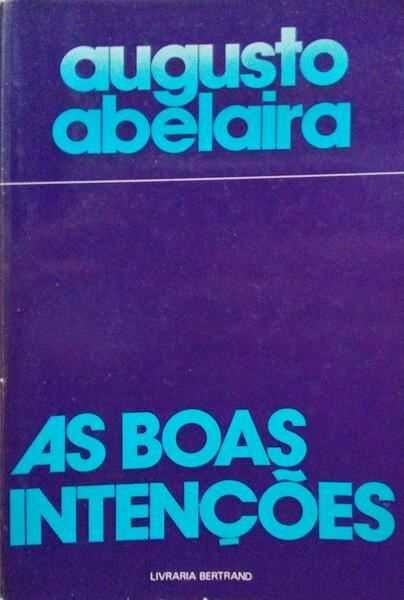 augusto
abelaira
AS BOAS
INTENÇÕES
LIVRARIA BERTRAND